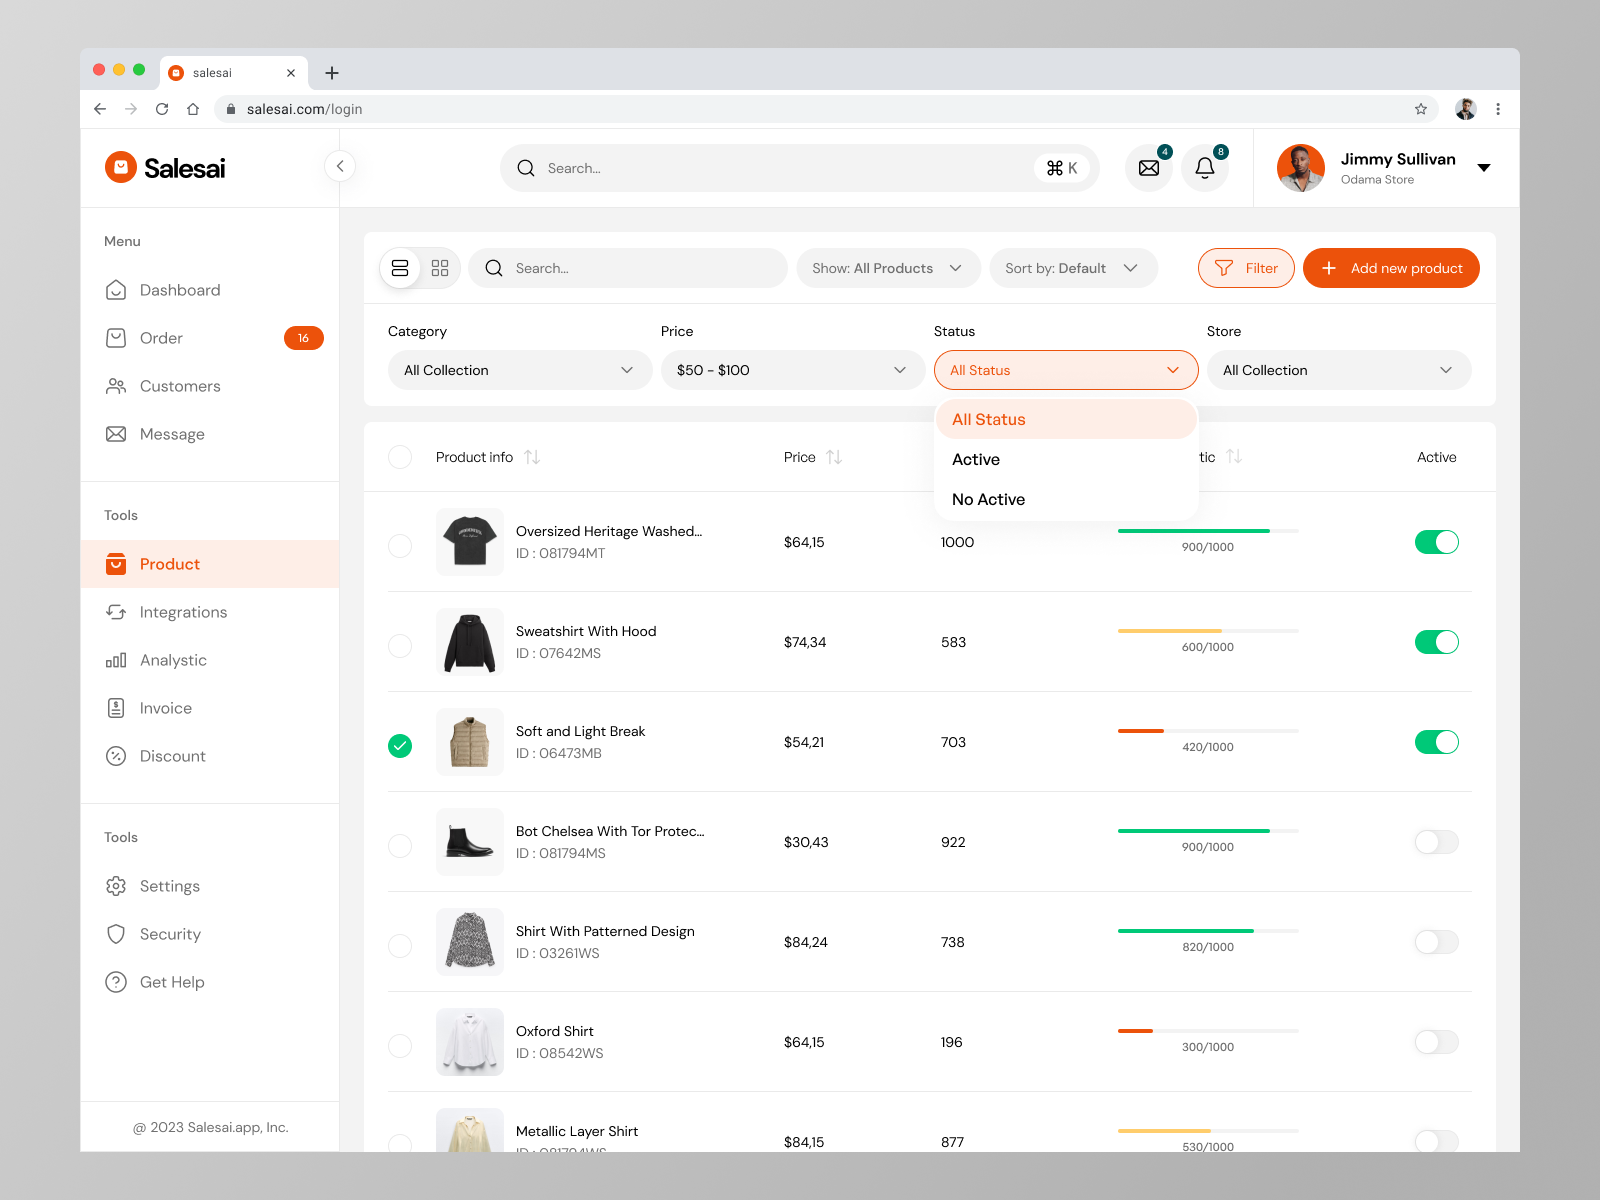 salesai
salesai.com/login
Salesai
Search...
K
4
8
Jimmy Sullivan
Odama Store
Menu
Dashboard
Order
16
Customers
Message
Tools
Product
Integrations
Analystic
Invoice
Discount
Tools
Settings
Security
Get Help
@ 2023 Salesai.app, Inc.
Search...
Show: All Products
Sort by: Default
Filter
Add new product
Category
Price
Status
Store
All Collection
$50 - $100
All Status
All Collection
All Status
Active
No Active
Product info
Price
tic
Active
Oversized Heritage Washed...
ID : 081794MT
$64,15
1000
900/1000
Sweatshirt With Hood
ID : 07642MS
$74,34
583
600/1000
Soft and Light Break
ID : 06473MB
$54,21
703
420/1000
Bot Chelsea With Tor Protec...
ID : 081794MS
$30,43
922
900/1000
Shirt With Patterned Design
ID : 03261WS
$84,24
738
820/1000
Oxford Shirt
ID : 08542WS
$64,15
196
300/1000
Metallic Layer Shirt
ID : 081794WS
$84,15
877
530/1000